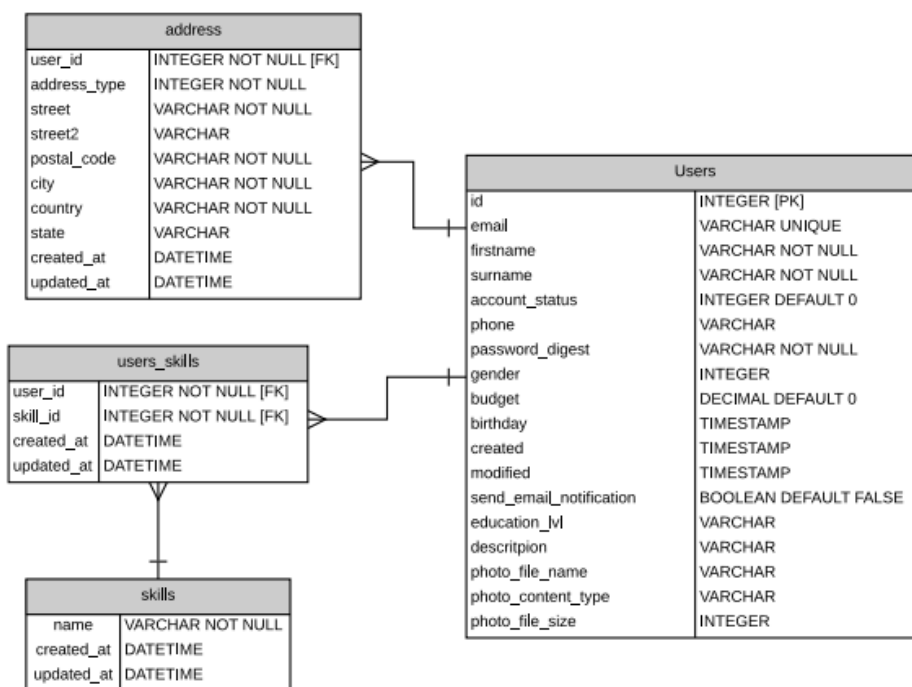 address
user_id INTEGER NOT NULL [FK]
address_type INTEGER NOT NULL
street VARCHAR NOT NULL
street2 VARCHAR
postal_code VARCHAR NOT NULL
city VARCHAR NOT NULL
country VARCHAR NOT NULL
state VARCHAR
created_at DATETIME
updated_at DATETIME
users_skills
user_id INTEGER NOT NULL [FK]
skill_id INTEGER NOT NULL [FK]
created_at DATETIME
updated_at DATETIME
skills
name VARCHAR NOT NULL
created_at DATETIME
updated_at DATETIME
Users
id INTEGER [PK]
email VARCHAR UNIQUE
firstname VARCHAR NOT NULL
surname VARCHAR NOT NULL
account_status INTEGER DEFAULT 0
phone VARCHAR
password_digest VARCHAR NOT NULL
gender INTEGER
budget DECIMAL DEFAULT 0
birthday TIMESTAMP
created TIMESTAMP
modified TIMESTAMP
send_email_notification BOOLEAN DEFAULT FALSE
education_lvl VARCHAR
descritpion VARCHAR
photo_file_name VARCHAR
photo_content_type VARCHAR
photo_file_size INTEGER